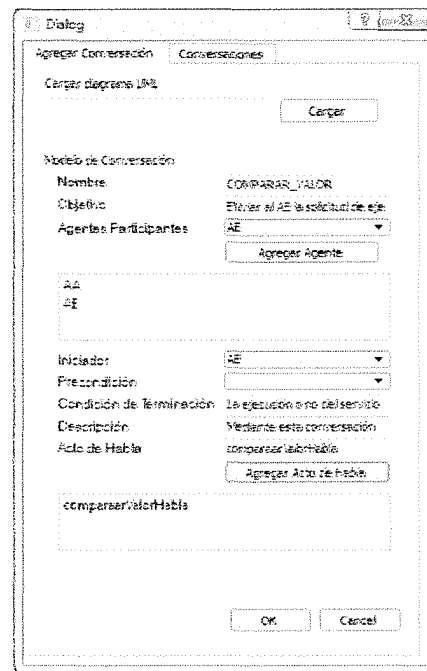 Dialog
Agregar Conversación Conversaciones
Cargar diagrama UML
Cargar
Modelo de Conversación
Nombre COMPARAR_VALOR
Objetivo Enviar al AE la solicitud de eje
Agentes Participantes AE
Agregar Agente
AA
AE
Iniciador AE
Precondición
Condición de Terminación La ejecución o no del servicio
Descripción Mediante esta conversación
Acto de Habla comparaarValorHabla
Agregar Acto de Habla
comparaarValorHabla
OK Cancel